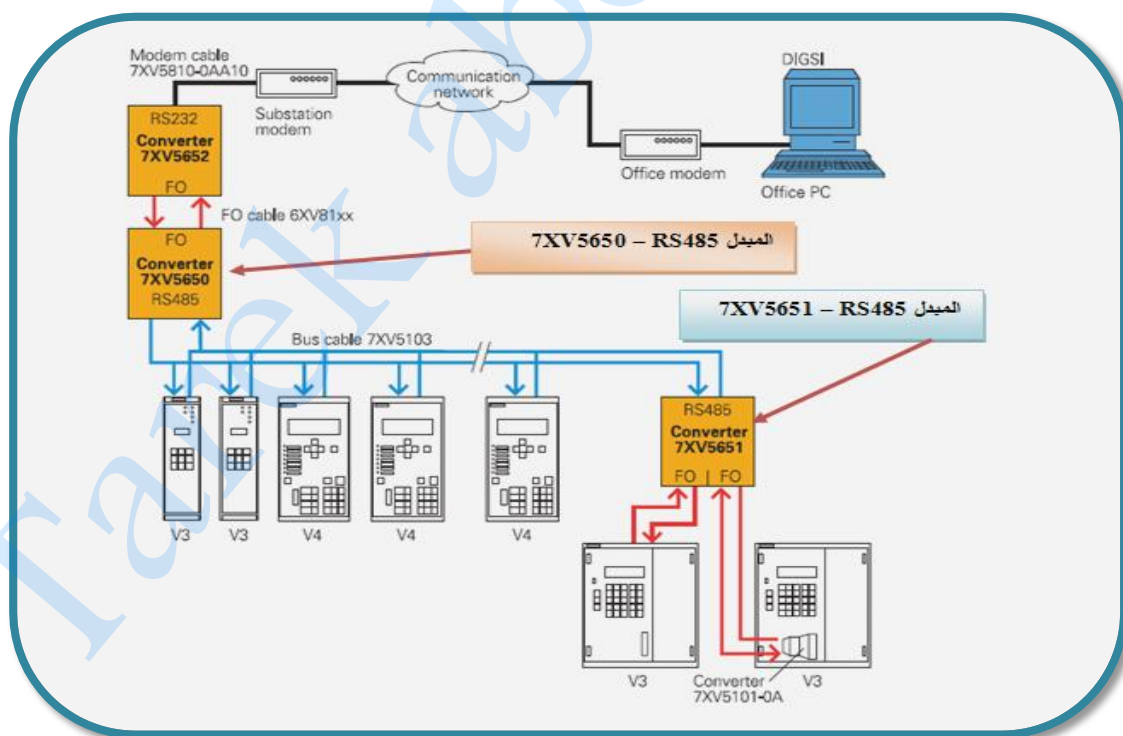 Modem cable
7XV5810-0AA10
DIGSI
Communication
network
RS232
Converter
7XV5652
FO
Substation
modem
Office modem
Office PC
FO cable 6XV81xx
FO
Converter
7XV5650
RS485
المبدل 7XV5650 – RS485
المبدل 7XV5651 – RS485
Bus cable 7XV5103
RS485
Converter
7XV5651
FO | FO
V3
V3
V4
V4
V4
V3
Converter
7XV5101-0A
V3
Tarek ab